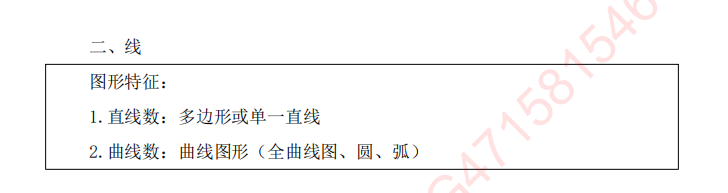 二、线
图形特征：
1.直线数：多边形或单一直线
2.曲线数：曲线图形（全曲线图、圆、弧）
G471581546